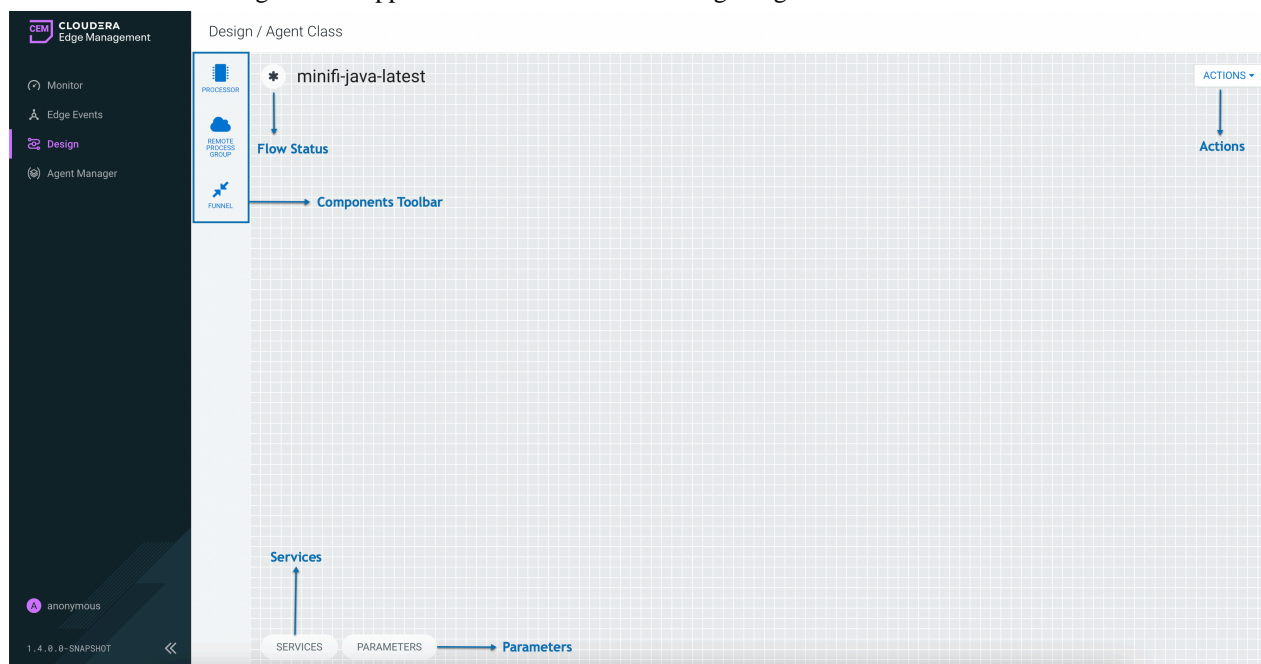 CEM CLOUDERA
Edge Management
Design / Agent Class
Monitor
Edge Events
Design
Agent Manager
PROCESSOR
REMOTE
PROCESS
GROUP
FUNNEL
* minifi-java-latest
ACTIONS
Flow Status
Actions
Components Toolbar
Services
A anonymous
1.4.0.0-SNAPSHOT
SERVICES PARAMETERS Parameters